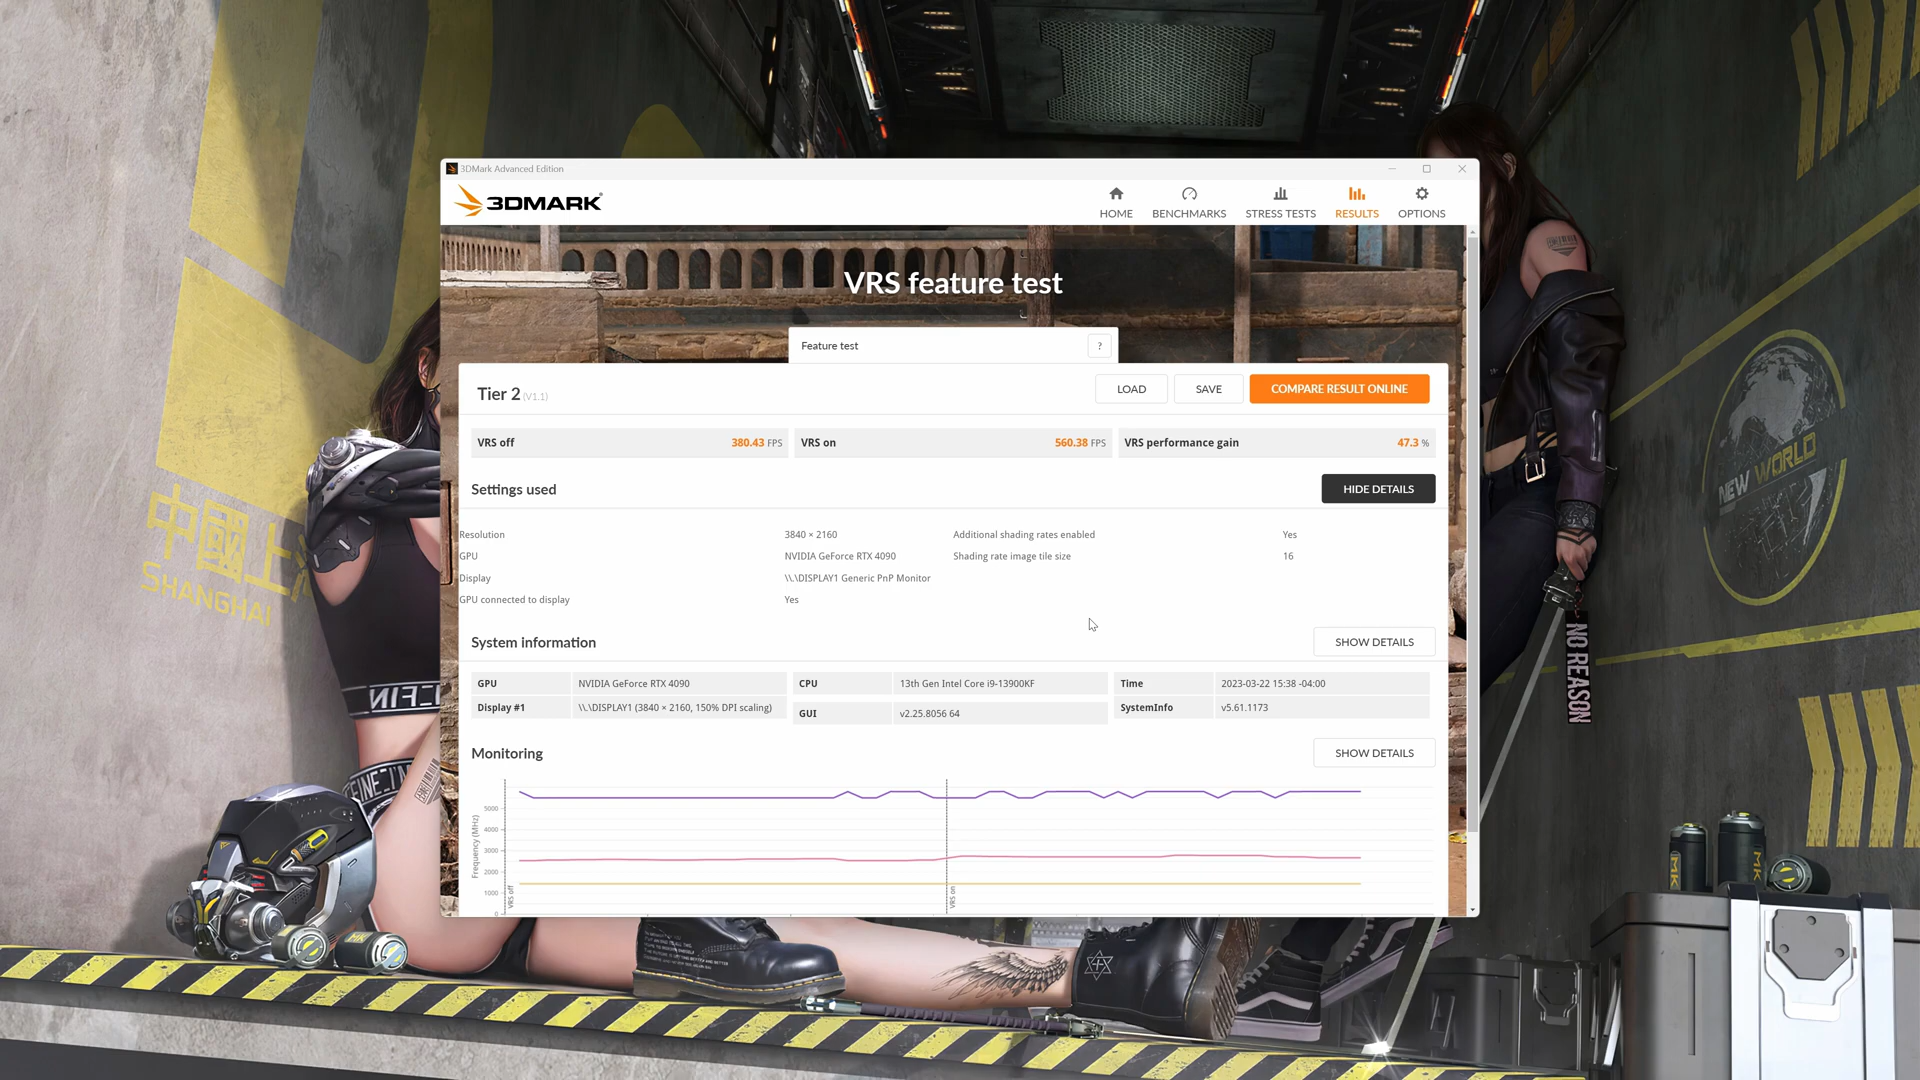 3DMark Advanced Edition
3DMARK
HOME
BENCHMARKS
STRESS TESTS
RESULTS
OPTIONS
VRS feature test
Feature test
?
Tier 2 (V1.1)
LOAD
SAVE
COMPARE RESULT ONLINE
VRS off 380.43 FPS
VRS on 560.38 FPS
VRS performance gain 47.3 %
Settings used
HIDE DETAILS
Resolution 3840 × 2160 Additional shading rates enabled Yes
GPU NVIDIA GeForce RTX 4090 Shading rate image tile size 16
Display \\.\DISPLAY1 Generic PnP Monitor
GPU connected to display Yes
System information
SHOW DETAILS
GPU NVIDIA GeForce RTX 4090
Display #1 \\.\DISPLAY1 (3840 × 2160, 150% DPI scaling)
CPU 13th Gen Intel Core i9-13900KF
GUI v2.25.8056 64
Time 2023-03-22 15:38 -04:00
SystemInfo v5.61.1173
Monitoring
SHOW DETAILS
Frequency (MHz)
5000
4000
3000
2000
1000
0
VRS off
VRS on
中國上
SHANGHAI
NEW WORLD
NO REASON
MK